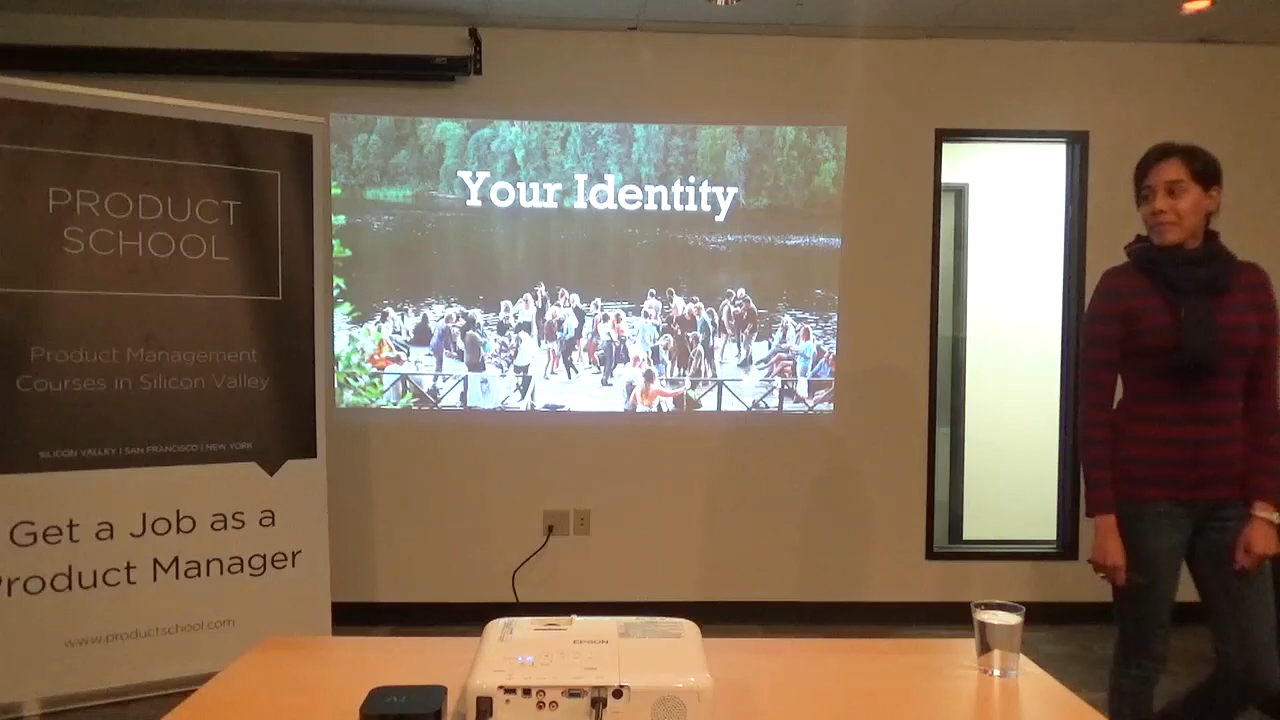 PRODUCT
SCHOOL
Product Management
Courses in Silicon Valley
SILICON VALLEY | SAN FRANCISCO | NEW YORK
Get a Job as a
Product Manager
www.productschool.com
Your Identity
EPSON
tv